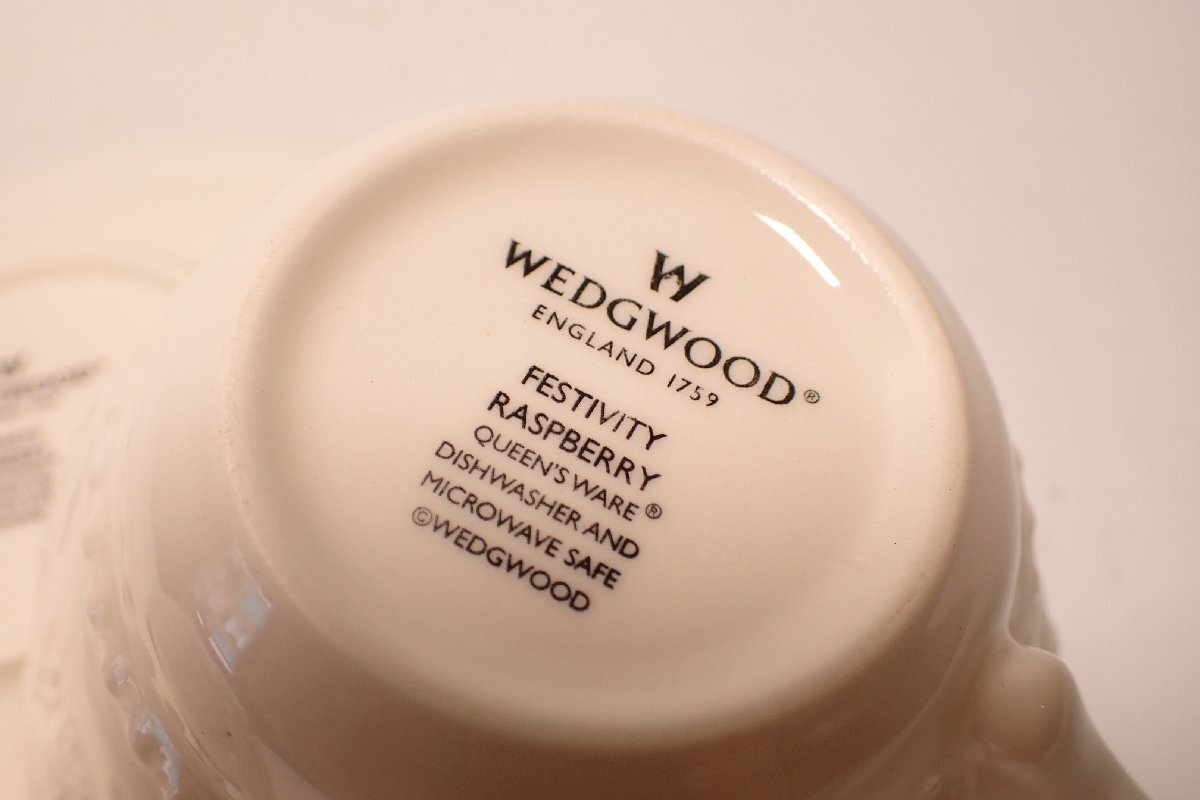 W
WEDGWOOD®
ENGLAND 1759
FESTIVITY
RASPBERRY
QUEEN'S WARE®
DISHWASHER AND
MICROWAVE SAFE
©WEDGWOOD